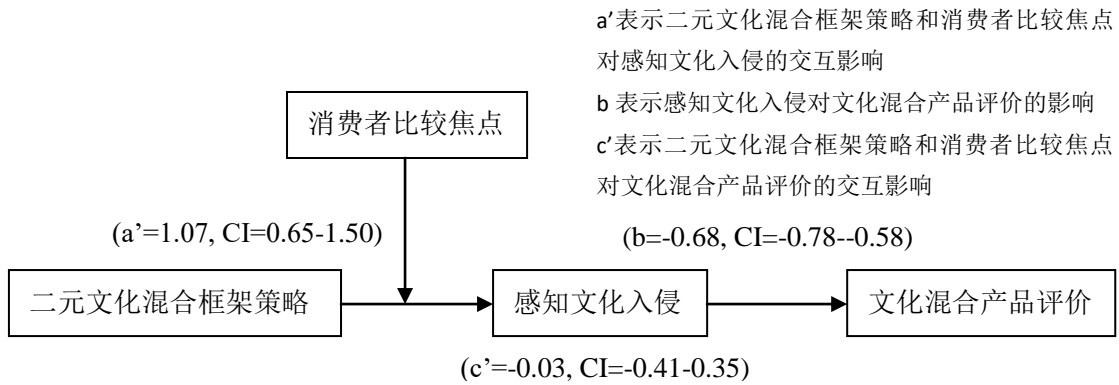 a’表示二元文化混合框架策略和消费者比较焦点
对感知文化入侵的交互影响
b 表示感知文化入侵对文化混合产品评价的影响
c’表示二元文化混合框架策略和消费者比较焦点
对文化混合产品评价的交互影响
消费者比较焦点
(a’=1.07, CI=0.65-1.50)
(b=-0.68, CI=-0.78--0.58)
二元文化混合框架策略
感知文化入侵
文化混合产品评价
(c’=-0.03, CI=-0.41-0.35)